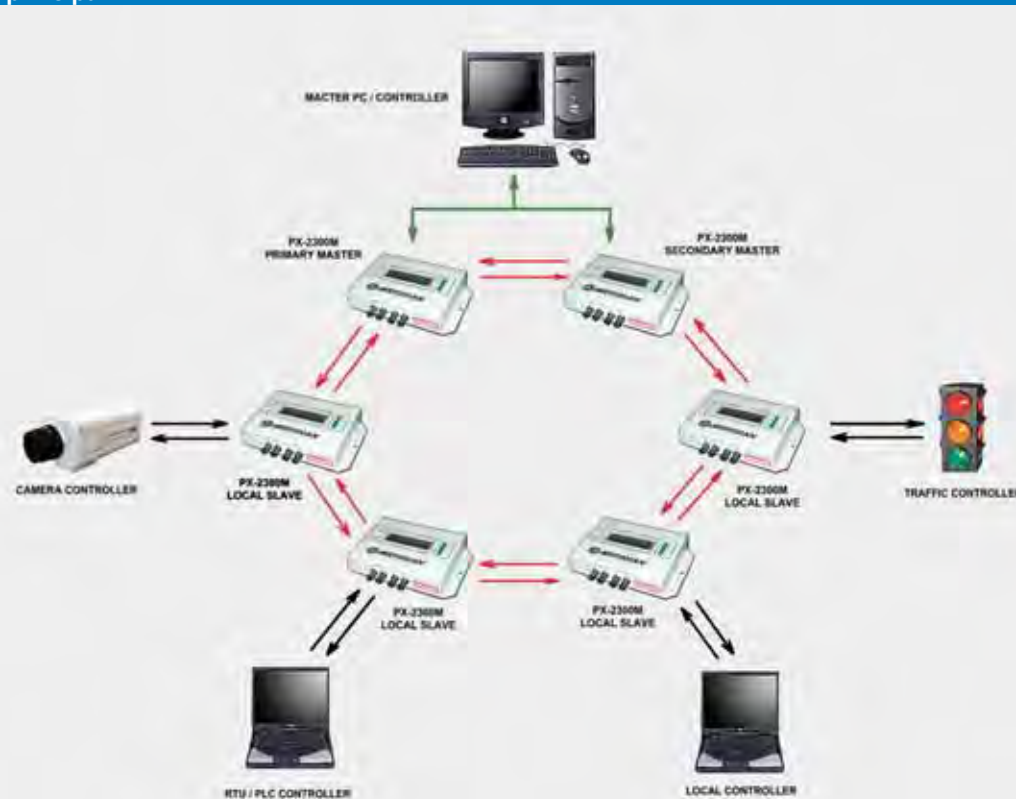 MACTER PC / CONTROLLER
PX-2300M
PRIMARY MASTER
PX-2300M
SECONDARY MASTER
CAMERA CONTROLLER
PX-2300M
LOCAL SLAVE
PX-2300M
LOCAL SLAVE
TRAFFIC CONTROLLER
PX-2300M
LOCAL SLAVE
PX-2300M
LOCAL SLAVE
RTU / PLC CONTROLLER
LOCAL CONTROLLER